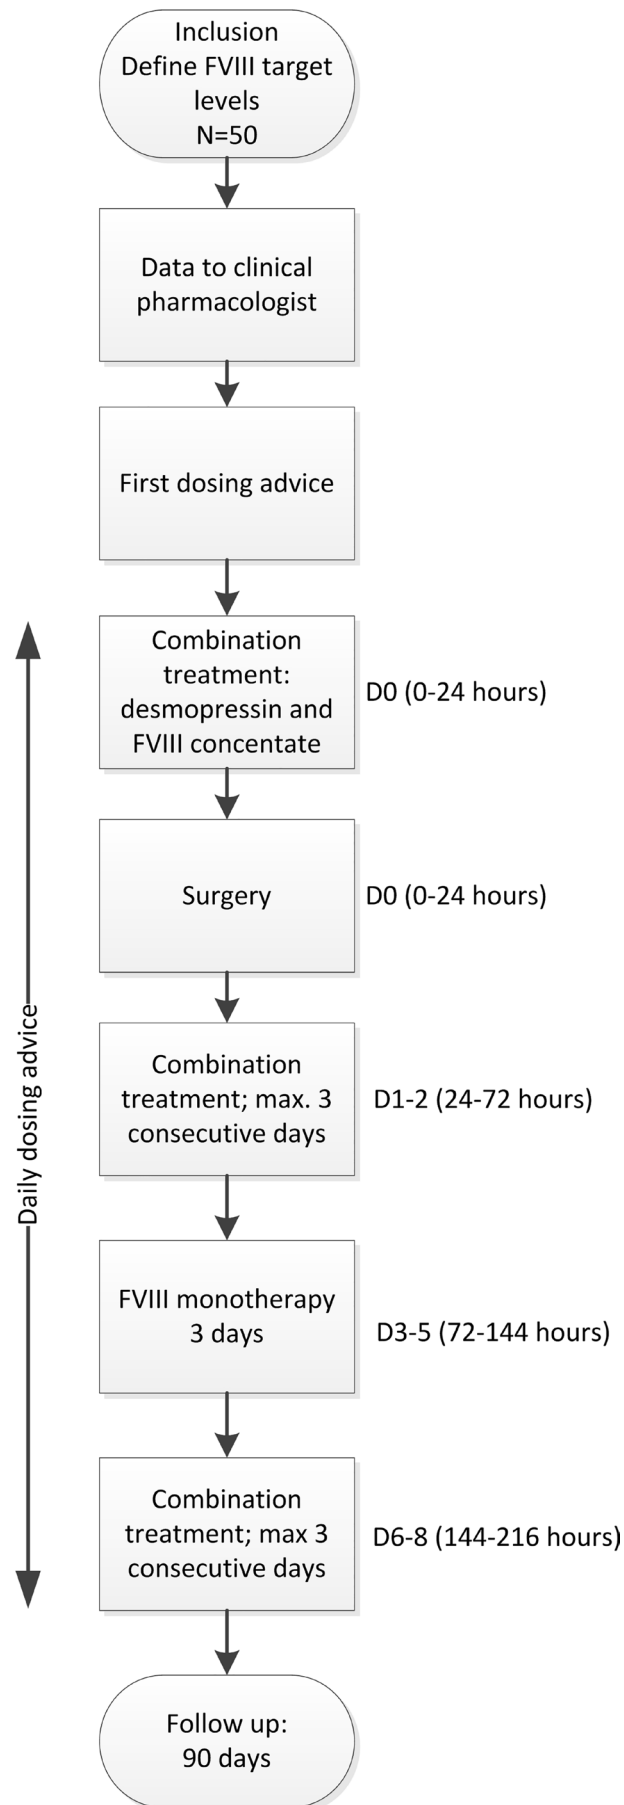 Inclusion
Define FVIII target
levels
N=50
Data to clinical
pharmacologist
First dosing advice
Combination
treatment:
desmopressin and
FVIII concentate
D0 (0-24 hours)
Surgery
D0 (0-24 hours)
Daily dosing advice
Combination
treatment; max. 3
consecutive days
D1-2 (24-72 hours)
FVIII monotherapy
3 days
D3-5 (72-144 hours)
Combination
treatment; max 3
consecutive days
D6-8 (144-216 hours)
Follow up:
90 days